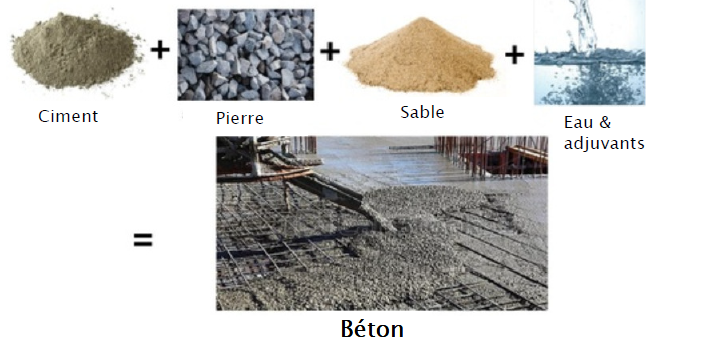 + + +
Ciment
Pierre
Sable
Eau &
adjuvants
=
Béton